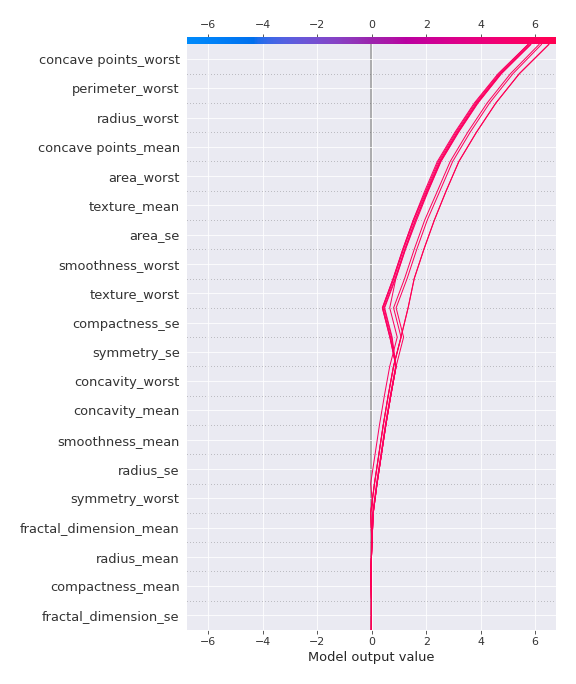 −6 −4 −2 0 2 4 6
concave points_worst
perimeter_worst
radius_worst
concave points_mean
area_worst
texture_mean
area_se
smoothness_worst
texture_worst
compactness_se
symmetry_se
concavity_worst
concavity_mean
smoothness_mean
radius_se
symmetry_worst
fractal_dimension_mean
radius_mean
compactness_mean
fractal_dimension_se
−6 −4 −2 0 2 4 6
Model output value